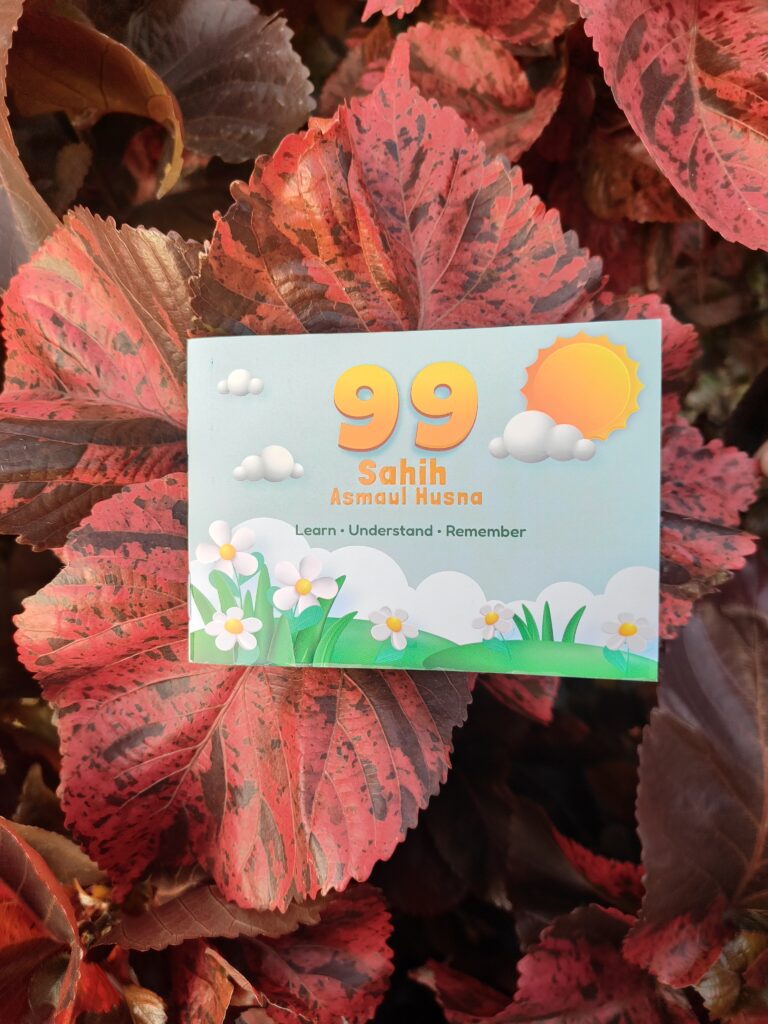 99
Sahih
Asmaul Husna
Learn • Understand • Remember